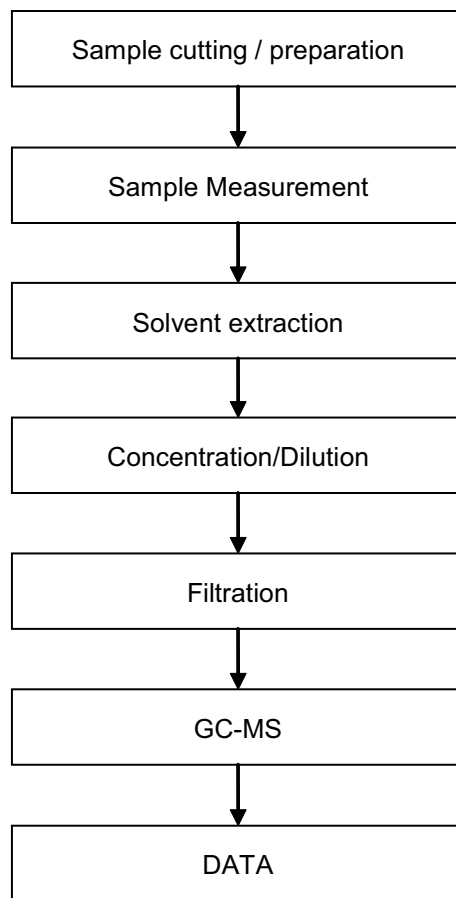 Sample cutting / preparation
Sample Measurement
Solvent extraction
Concentration/Dilution
Filtration
GC-MS
DATA